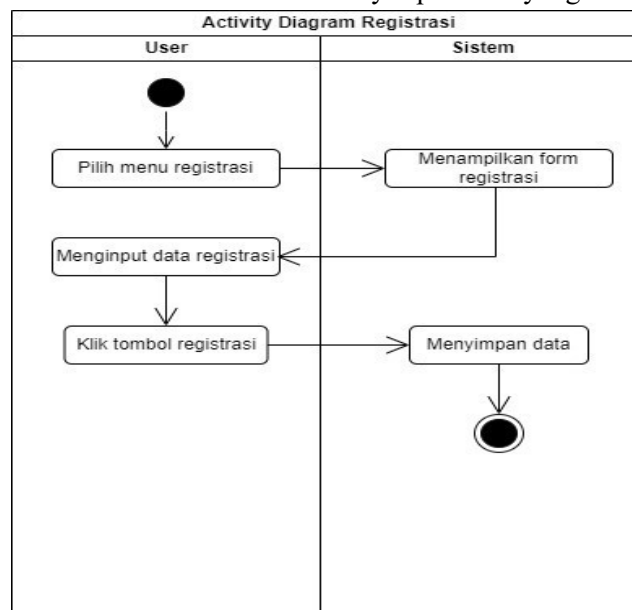 Activity Diagram Registrasi
User
Sistem
Pilih menu registrasi
Menampilkan form
registrasi
Menginput data registrasi
Klik tombol registrasi
Menyimpan data